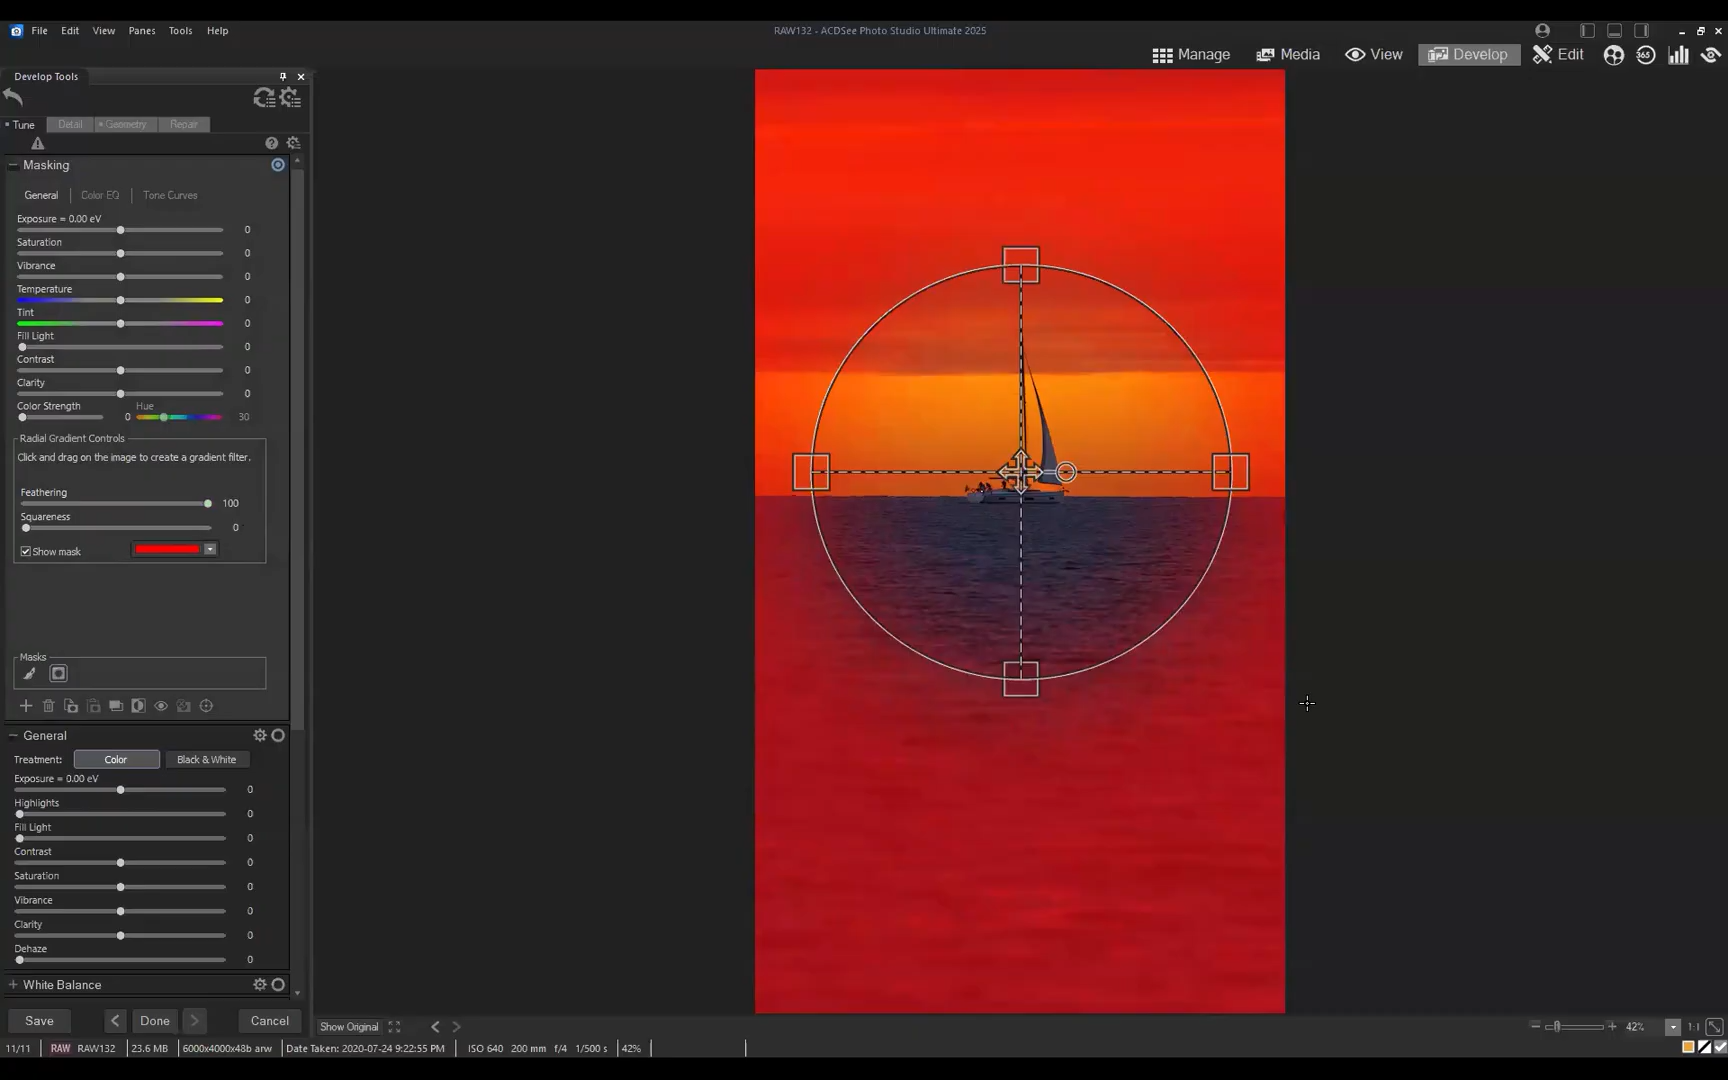 File Edit View Panes Tools Help
RAW132 - ACDSee Photo Studio Ultimate 2025
Manage Media View Develop Edit 365
Develop Tools
Tune Detail Geometry Repair
Masking
General Color EQ Tone Curves
Exposure = 0.00 eV
0
Saturation
0
Vibrance
0
Temperature
0
Tint
0
Fill Light
0
Contrast
0
Clarity
0
Color Strength Hue
0 30
Radial Gradient Controls
Click and drag on the image to create a gradient filter.
Feathering
100
Squareness
0
Show mask
Masks
General
Treatment: Color Black & White
Exposure = 0.00 eV
0
Highlights
0
Fill Light
0
Contrast
0
Saturation
0
Vibrance
0
Clarity
0
Dehaze
0
White Balance
Save Done Cancel Show Original 42% 1:1
11/11 RAW RAW132 23.6 MB 6000x4000x48b arw Date Taken: 2020-07-24 9:22:55 PM ISO 640 200 mm f/4 1/500 s 42%